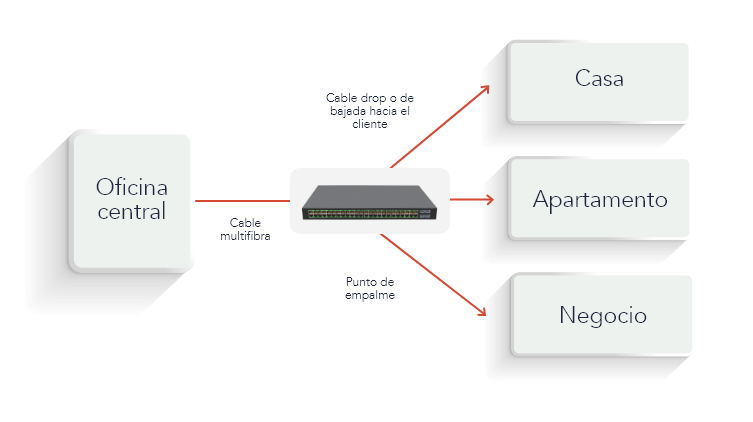 Oficina
central
Cable
multifibra
Cable drop o de
bajada hacia el
cliente
Punto de
empalme
Casa
Apartamento
Negocio